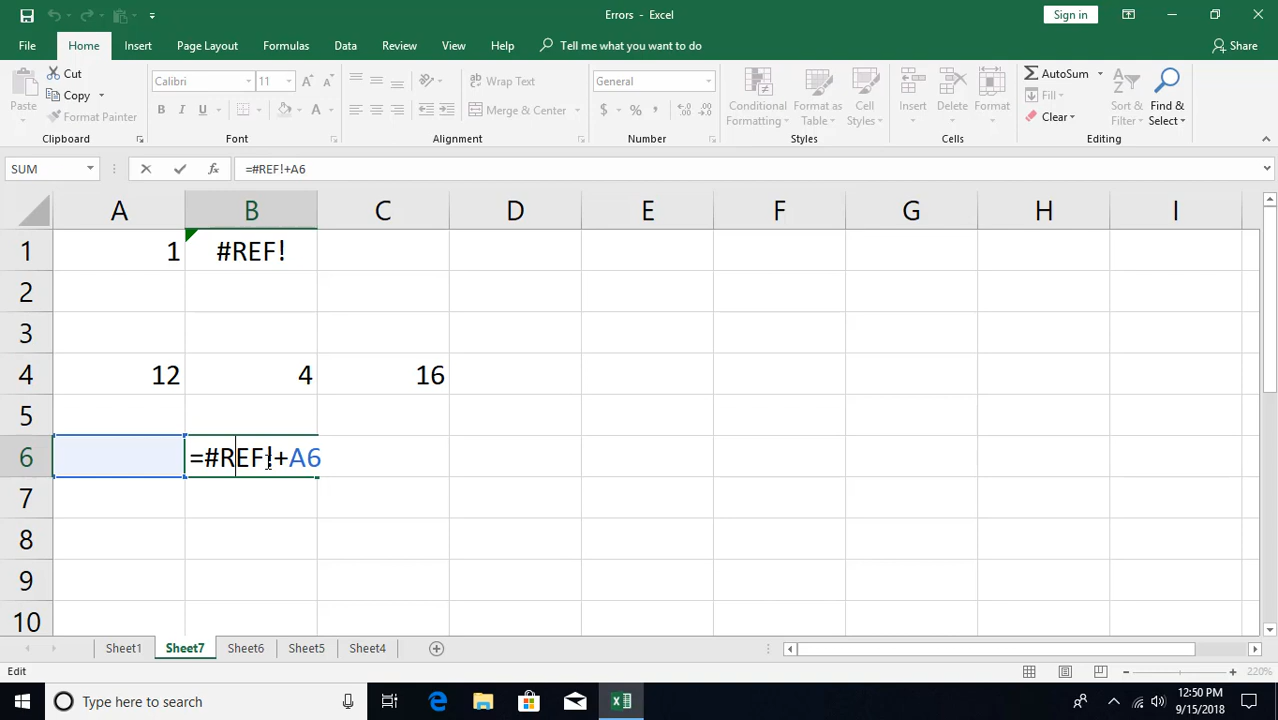 Errors - Excel
Sign in
File Home Insert Page Layout Formulas Data Review View Help Tell me what you want to do Share
Paste
Cut
Copy
Format Painter
Clipboard
Calibri 11
B I U
Font
Wrap Text
Merge & Center
Alignment
General
$ % ,
Number
Conditional Formatting
Format as Table
Cell Styles
Styles
Insert Delete Format
Cells
AutoSum
Fill
Clear
Sort & Filter
Find & Select
Editing
SUM fx =#REF!+A6
A B C D E F G H I
1 1 #REF!
2
3
4 12 4 16
5
6 =#REF!+A6
7
8
9
10
Sheet1 Sheet7 Sheet6 Sheet5 Sheet4
Edit 220%
Type here to search
12:50 PM
9/15/2018